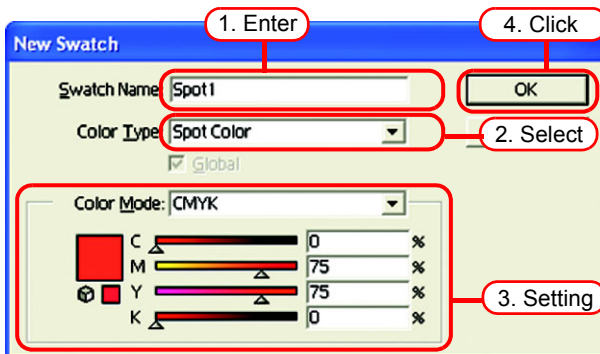 1. Enter
4. Click
New Swatch
Swatch Name: Spot1
OK
Color Type: Spot Color
2. Select
Global
Color Mode: CMYK
C 0 %
M 75 %
Y 75 %
3. Setting
K 0 %